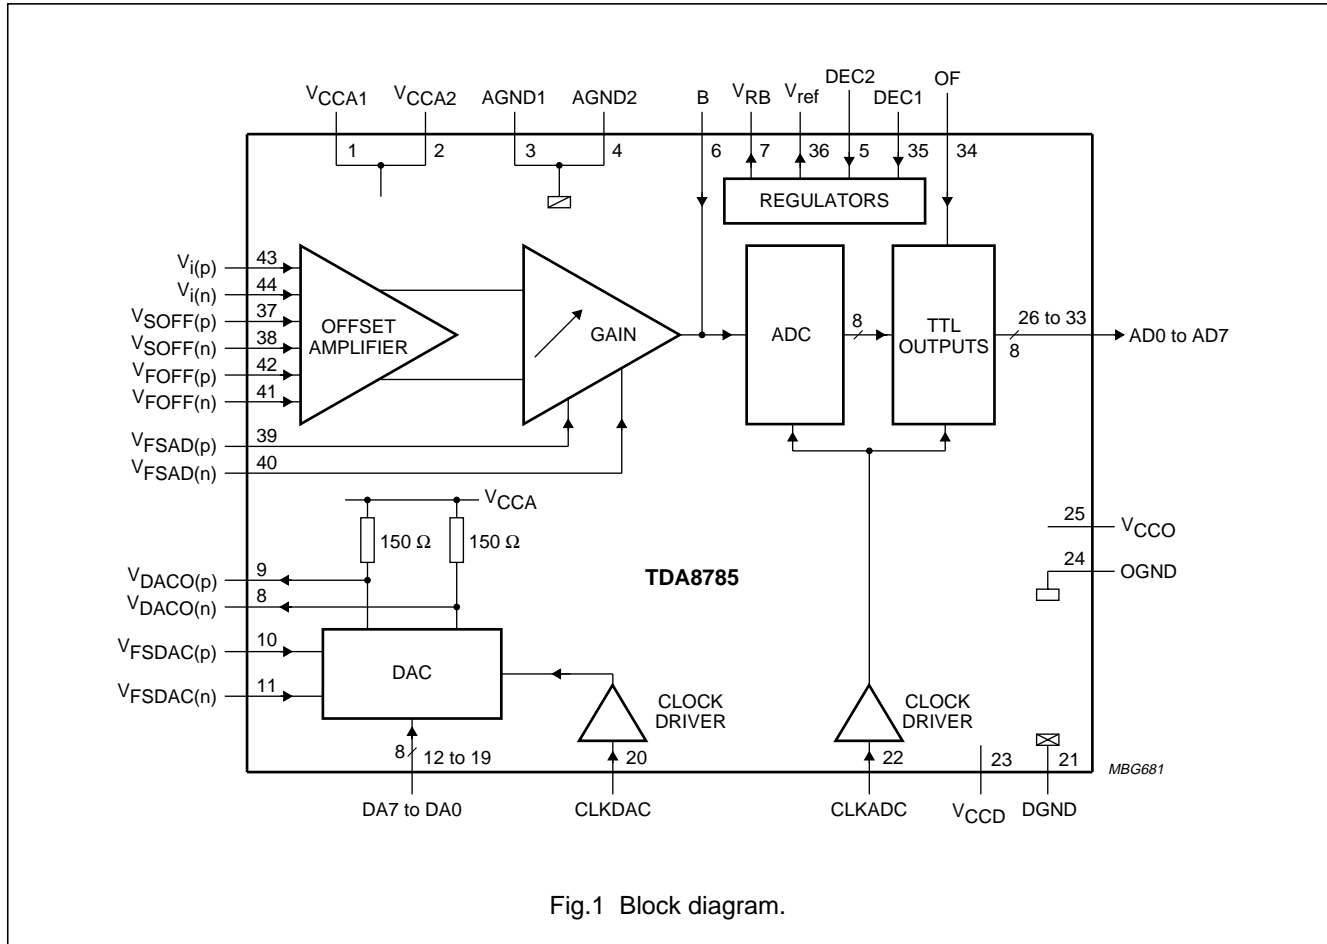 VCCA1 VCCA2 AGND1 AGND2 B VRB Vref DEC2 DEC1 OF
1 2 3 4 6 7 36 5 35 34
REGULATORS
Vi(p) 43
Vi(n) 44
VSOFF(p) 37
VSOFF(n) 38
VFOFF(p) 42
VFOFF(n) 41
VFSAD(p) 39
VFSAD(n) 40
OFFSET
AMPLIFIER
GAIN
ADC
8
TTL
OUTPUTS
26 to 33
8
AD0 to AD7
VCCA
150 Ω 150 Ω
VDACO(p) 9
VDACO(n) 8
VFSDAC(p) 10
VFSDAC(n) 11
DAC
TDA8785
25 VCCO
24 OGND
CLOCK
DRIVER
CLOCK
DRIVER
8 12 to 19 20 22 23 21
DA7 to DA0 CLKDAC CLKADC VCCD DGND
MBG681
Fig.1 Block diagram.